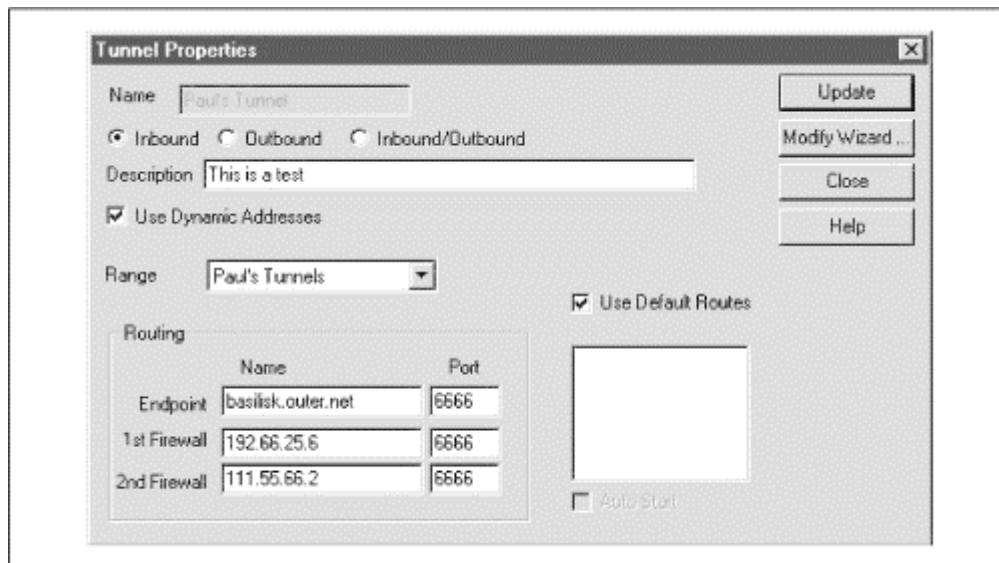 Tunnel Properties
Name Paul's Tunnel
Update
Inbound Outbound Inbound/Outbound
Modify Wizard ...
Description This is a test
Close
Use Dynamic Addresses
Help
Range Paul's Tunnels
Use Default Routes
Routing
Name Port
Endpoint basilisk.outer.net 6666
1st Firewall 192.66.25.6 6666
2nd Firewall 111.55.66.2 6666
Auto Start